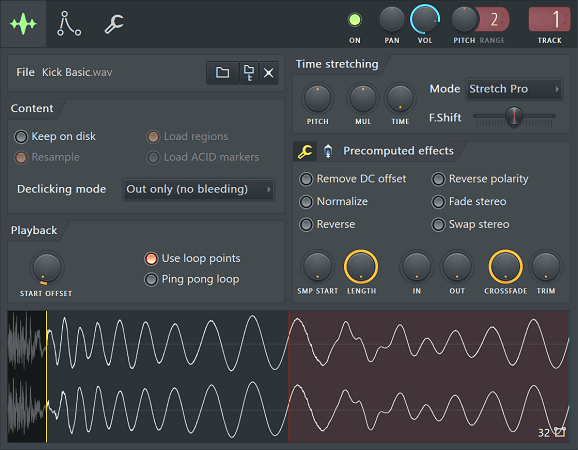 ON PAN VOL PITCH RANGE 2 TRACK 1
File Kick Basic.wav
Content
Keep on disk Load regions
Resample Load ACID markers
Declicking mode Out only (no bleeding)
Playback
START OFFSET
Use loop points
Ping pong loop
Time stretching
PITCH MUL TIME
Mode Stretch Pro
F.Shift
Precomputed effects
Remove DC offset Reverse polarity
Normalize Fade stereo
Reverse Swap stereo
SMP START LENGTH IN OUT CROSSFADE TRIM
32